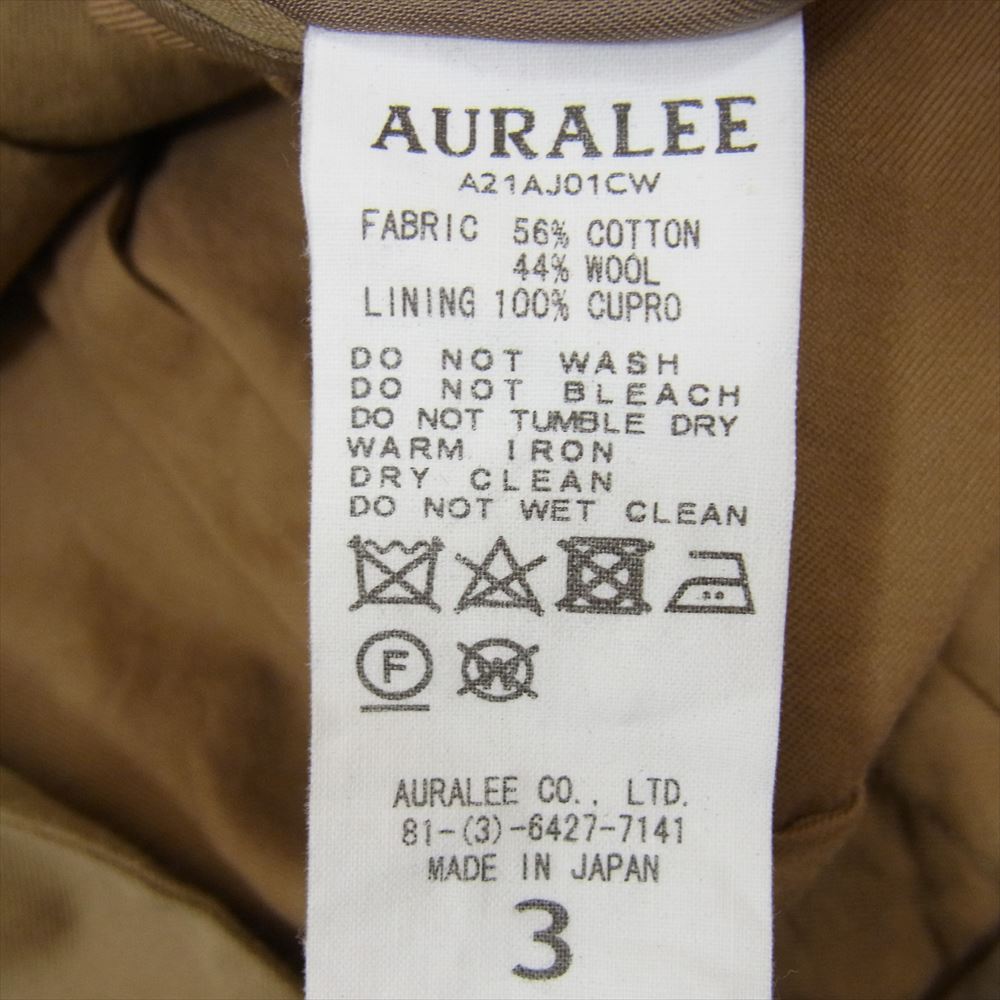 AURALEE
A21AJ01CW
FABRIC 56% COTTON
44% WOOL
LINING 100% CUPRO
DO NOT WASH
DO NOT BLEACH
DO NOT TUMBLE DRY
WARM IRON
DRY CLEAN
DO NOT WET CLEAN
F W
AURALEE CO., LTD.
81-(3)-6427-7141
MADE IN JAPAN
3